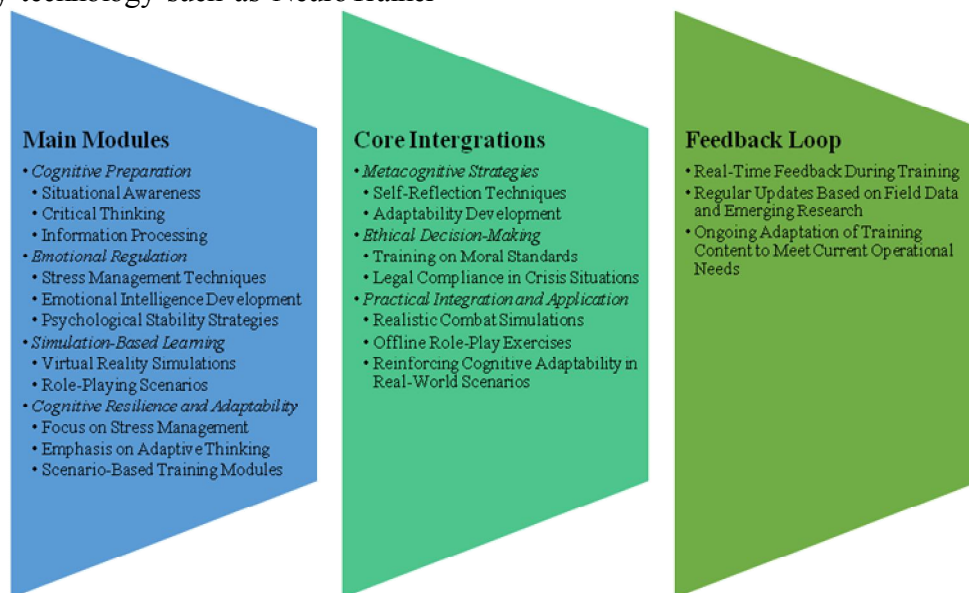 technology such as NeuroTrainer
Main Modules
• Cognitive Preparation
• Situational Awareness
• Critical Thinking
• Information Processing
• Emotional Regulation
• Stress Management Techniques
• Emotional Intelligence Development
• Psychological Stability Strategies
• Simulation-Based Learning
• Virtual Reality Simulations
• Role-Playing Scenarios
• Cognitive Resilience and Adaptability
• Focus on Stress Management
• Emphasis on Adaptive Thinking
• Scenario-Based Training Modules
Core Intergrations
• Metacognitive Strategies
• Self-Reflection Techniques
• Adaptability Development
• Ethical Decision-Making
• Training on Moral Standards
• Legal Compliance in Crisis Situations
• Practical Integration and Application
• Realistic Combat Simulations
• Offline Role-Play Exercises
• Reinforcing Cognitive Adaptability in
Real-World Scenarios
Feedback Loop
• Real-Time Feedback During Training
• Regular Updates Based on Field Data
and Emerging Research
• Ongoing Adaptation of Training
Content to Meet Current Operational
Needs